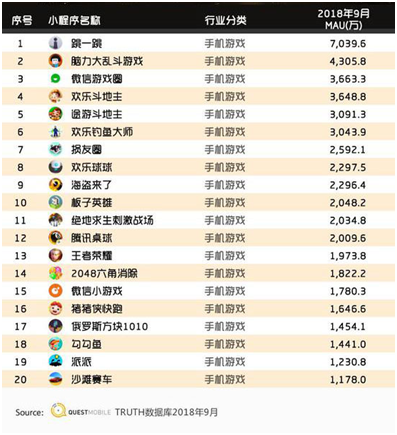 序号 小程序名称 行业分类 2018年9月 MAU(万)
1 跳一跳 手机游戏 7,039.6
2 脑力大乱斗游戏 手机游戏 4,305.8
3 微信游戏圈 手机游戏 3,663.3
4 欢乐斗地主 手机游戏 3,648.8
5 途游斗地主 手机游戏 3,091.3
6 欢乐钓鱼大师 手机游戏 3,043.9
7 损友圈 手机游戏 2,592.1
8 欢乐球球 手机游戏 2,297.5
9 海盗来了 手机游戏 2,296.4
10 板子英雄 手机游戏 2,048.2
11 绝地求生刺激战场 手机游戏 2,034.8
12 腾讯桌球 手机游戏 2,009.6
13 王者荣耀 手机游戏 1,973.8
14 2048六角消除 手机游戏 1,822.2
15 微信小游戏 手机游戏 1,780.3
16 猪猪侠快跑 手机游戏 1,646.6
17 俄罗斯方块1010 手机游戏 1,454.1
18 勾勾鱼 手机游戏 1,441.0
19 派派 手机游戏 1,230.8
20 沙滩赛车 手机游戏 1,178.0
Source: QUESTMOBILE TRUTH数据库2018年9月